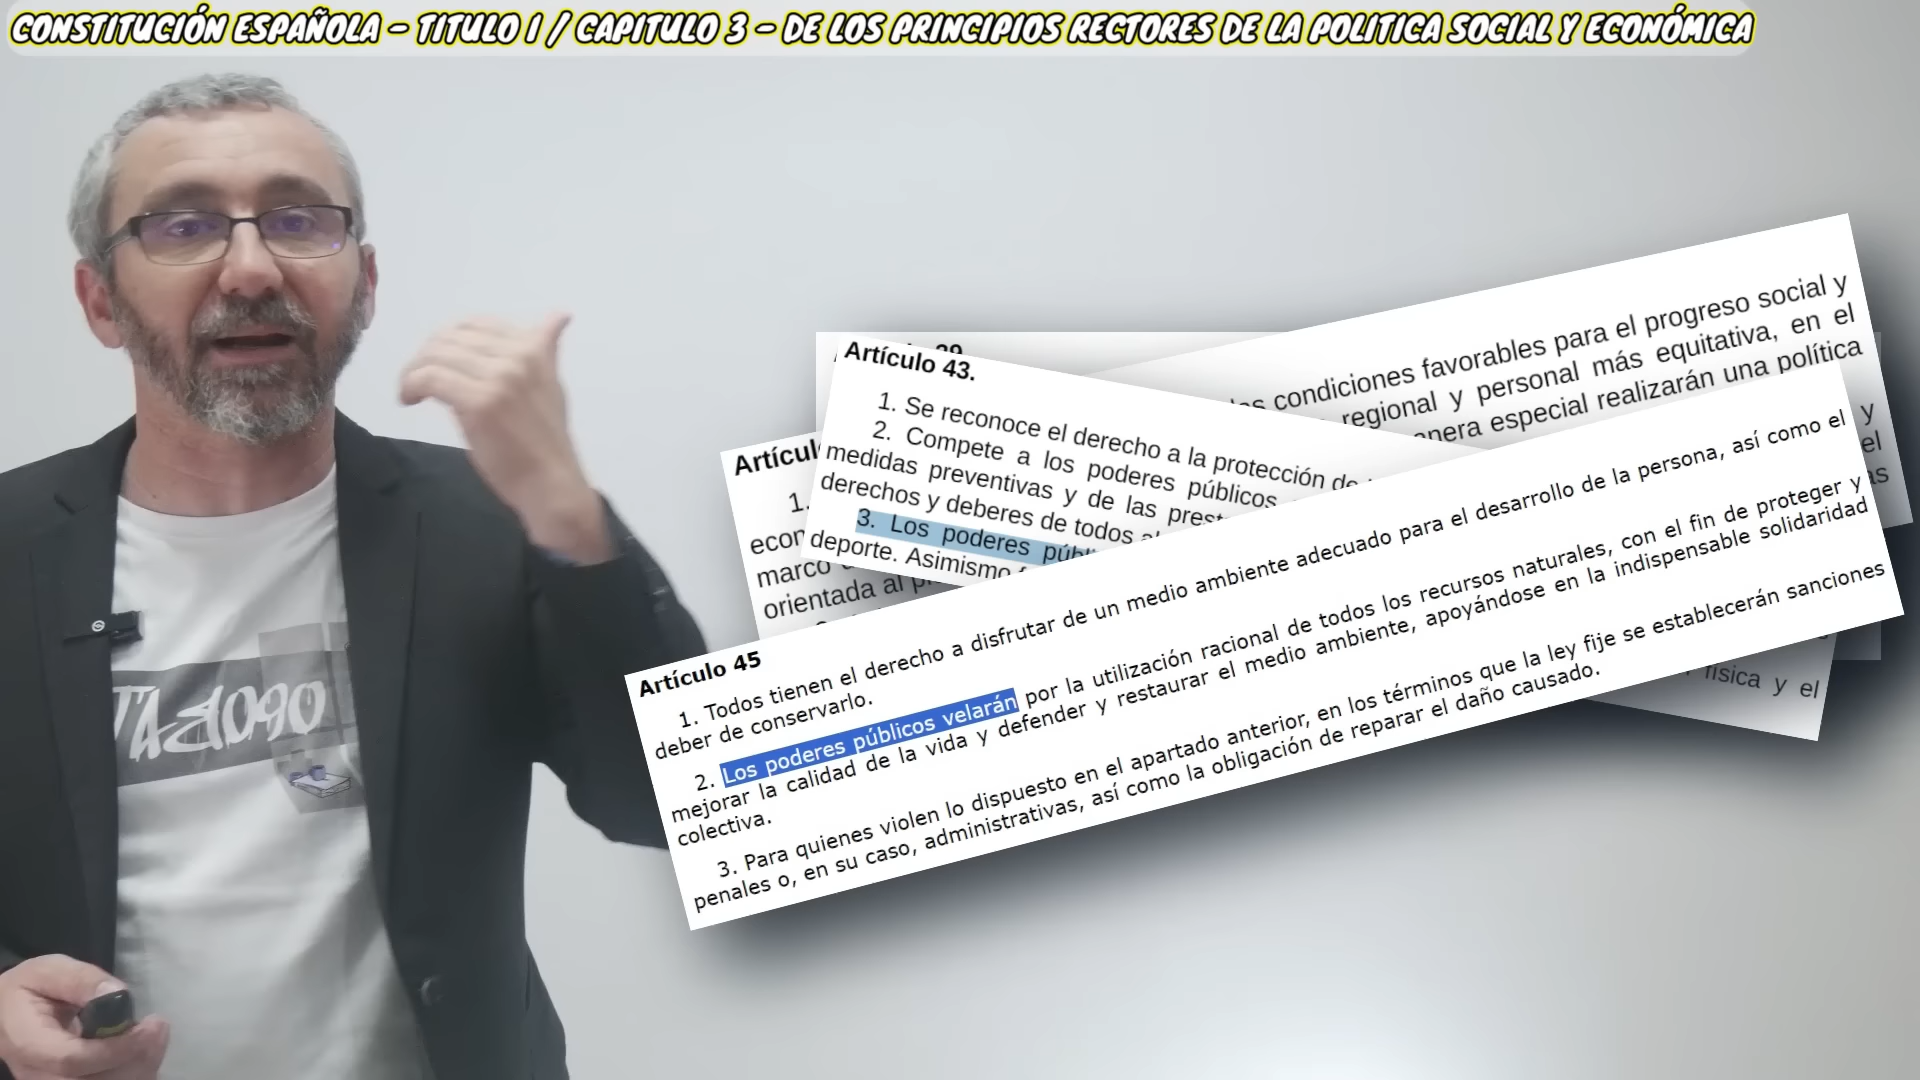 CONSTITUCIÓN ESPAÑOLA - TITULO I / CAPITULO 3 - DE LOS PRINCIPIOS RECTORES DE LA POLITICA SOCIAL Y ECONÓMICA
condiciones favorables para el progreso social y
regional y personal más equitativa, en el
especial realizarán una política
Artículo 43.
1. Se reconoce el derecho a la protección
2. Compete a los poderes públicos
medidas preventivas y de las
derechos y deberes de todos
3. Los poderes
deporte. Asimismo
1.
marco
orientada al
y
el
física y el
Artículo 45
1. Todos tienen el derecho a disfrutar de un medio ambiente adecuado para el desarrollo de la persona, así como el
deber de conservarlo.
2. Los poderes públicos velarán por la utilización racional de todos los recursos naturales, con el fin de proteger y
mejorar la calidad de la vida y defender y restaurar el medio ambiente, apoyándose en la indispensable solidaridad
colectiva.
3. Para quienes violen lo dispuesto en el apartado anterior, en los términos que la ley fije se establecerán sanciones
penales o, en su caso, administrativas, así como la obligación de reparar el daño causado.